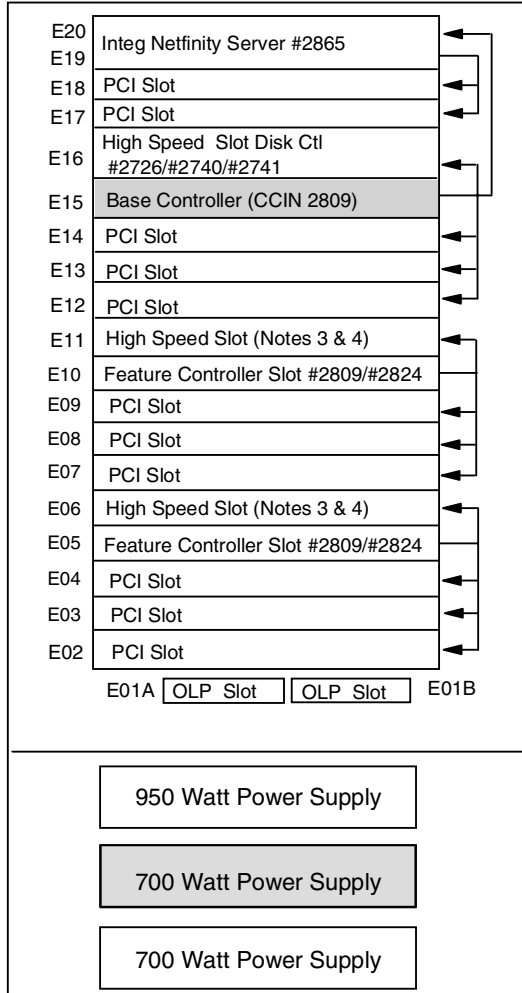 E20
Integ Netfinity Server #2865
E19
E18 PCI Slot
E17 PCI Slot
E16 High Speed Slot Disk Ctl
#2726/#2740/#2741
E15 Base Controller (CCIN 2809)
E14 PCI Slot
E13 PCI Slot
E12 PCI Slot
E11 High Speed Slot (Notes 3 & 4)
E10 Feature Controller Slot #2809/#2824
E09 PCI Slot
E08 PCI Slot
E07 PCI Slot
E06 High Speed Slot (Notes 3 & 4)
E05 Feature Controller Slot #2809/#2824
E04 PCI Slot
E03 PCI Slot
E02 PCI Slot
E01A OLP Slot OLP Slot E01B
950 Watt Power Supply
700 Watt Power Supply
700 Watt Power Supply